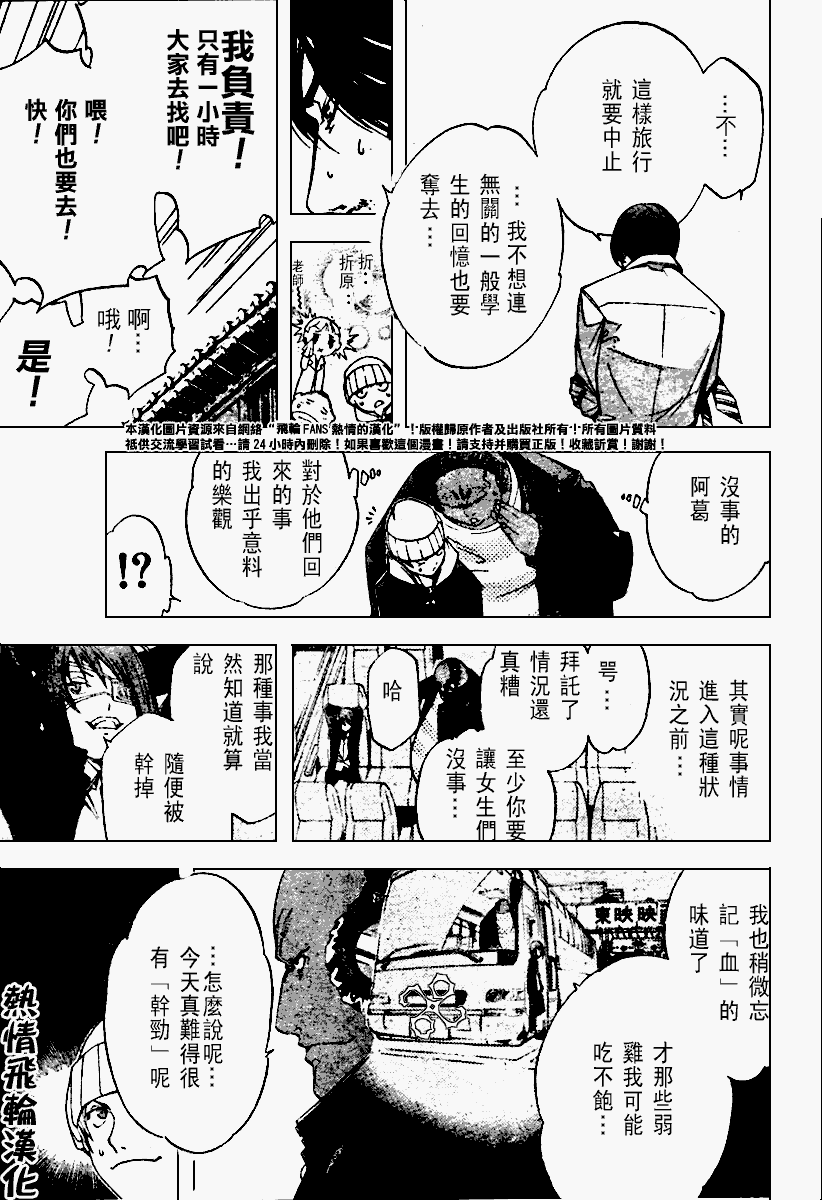 …不…
這樣旅行
就要中止
…我不想連
無關的一般學
生的回憶也要
奪去…
折…
折原…
老師
我負責！
只有一小時
大家去找吧！
喂！
你們也要去！
快！
啊…
哦！
是！
本漢化圖片資源來自網絡“飛輪FANS熱情的漢化”！版權歸原作者及出版社所有！所有圖片資料
祗供交流學習試看…請24小時內刪除！如果喜歡這個漫畫！請支持并購買正版！收藏訢賞！謝謝！
沒事的
阿葛
對於他們回
來的事
我出乎意料
的樂觀
!?
其實呢事情
進入這種狀
況之前…
咢…
拜託了
情況還
真糟
至少你要
讓女生們
沒事…
哈
那種事我當
然知道就算
說
隨便被
幹掉
我也稍微忘
記「血」的
味道了
才那些弱
雞我可能
吃不飽…
東映映
…怎麼說呢…
今天真難得很
有「幹勁」呢
熱情飛輪漢化